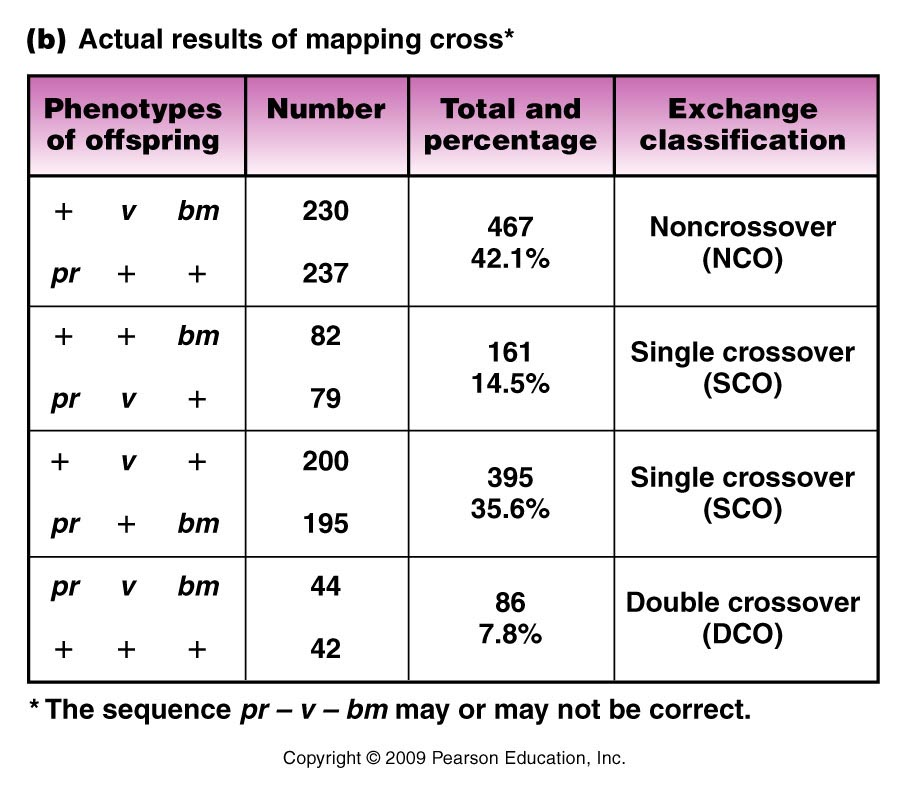 (b) Actual results of mapping cross*
Phenotypes of offspring Number Total and percentage Exchange classification
+ v bm 230
467 42.1% Noncrossover (NCO)
pr + + 237
+ + bm 82
161 14.5% Single crossover (SCO)
pr v + 79
+ v + 200
395 35.6% Single crossover (SCO)
pr + bm 195
pr v bm 44
86 7.8% Double crossover (DCO)
+ + + 42
* The sequence pr – v – bm may or may not be correct.
Copyright © 2009 Pearson Education, Inc.